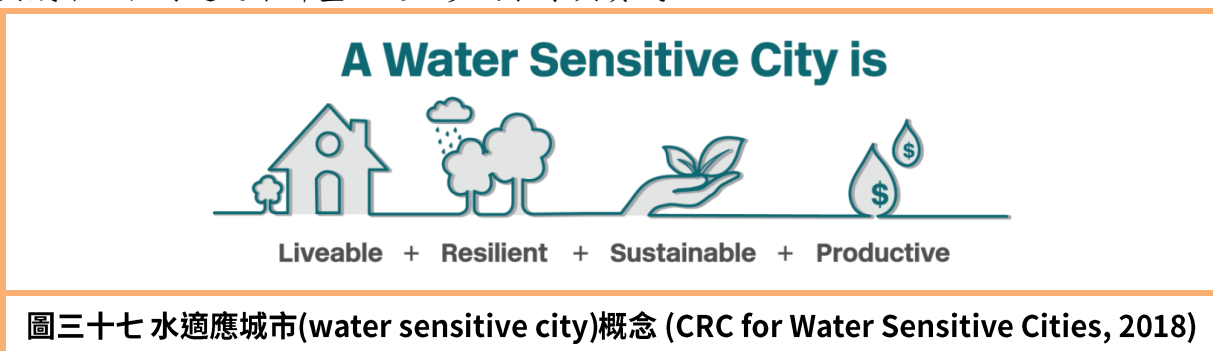 A Water Sensitive City is
$
$
Liveable + Resilient + Sustainable + Productive
圖三十七 水適應城市(water sensitive city)概念 (CRC for Water Sensitive Cities, 2018)